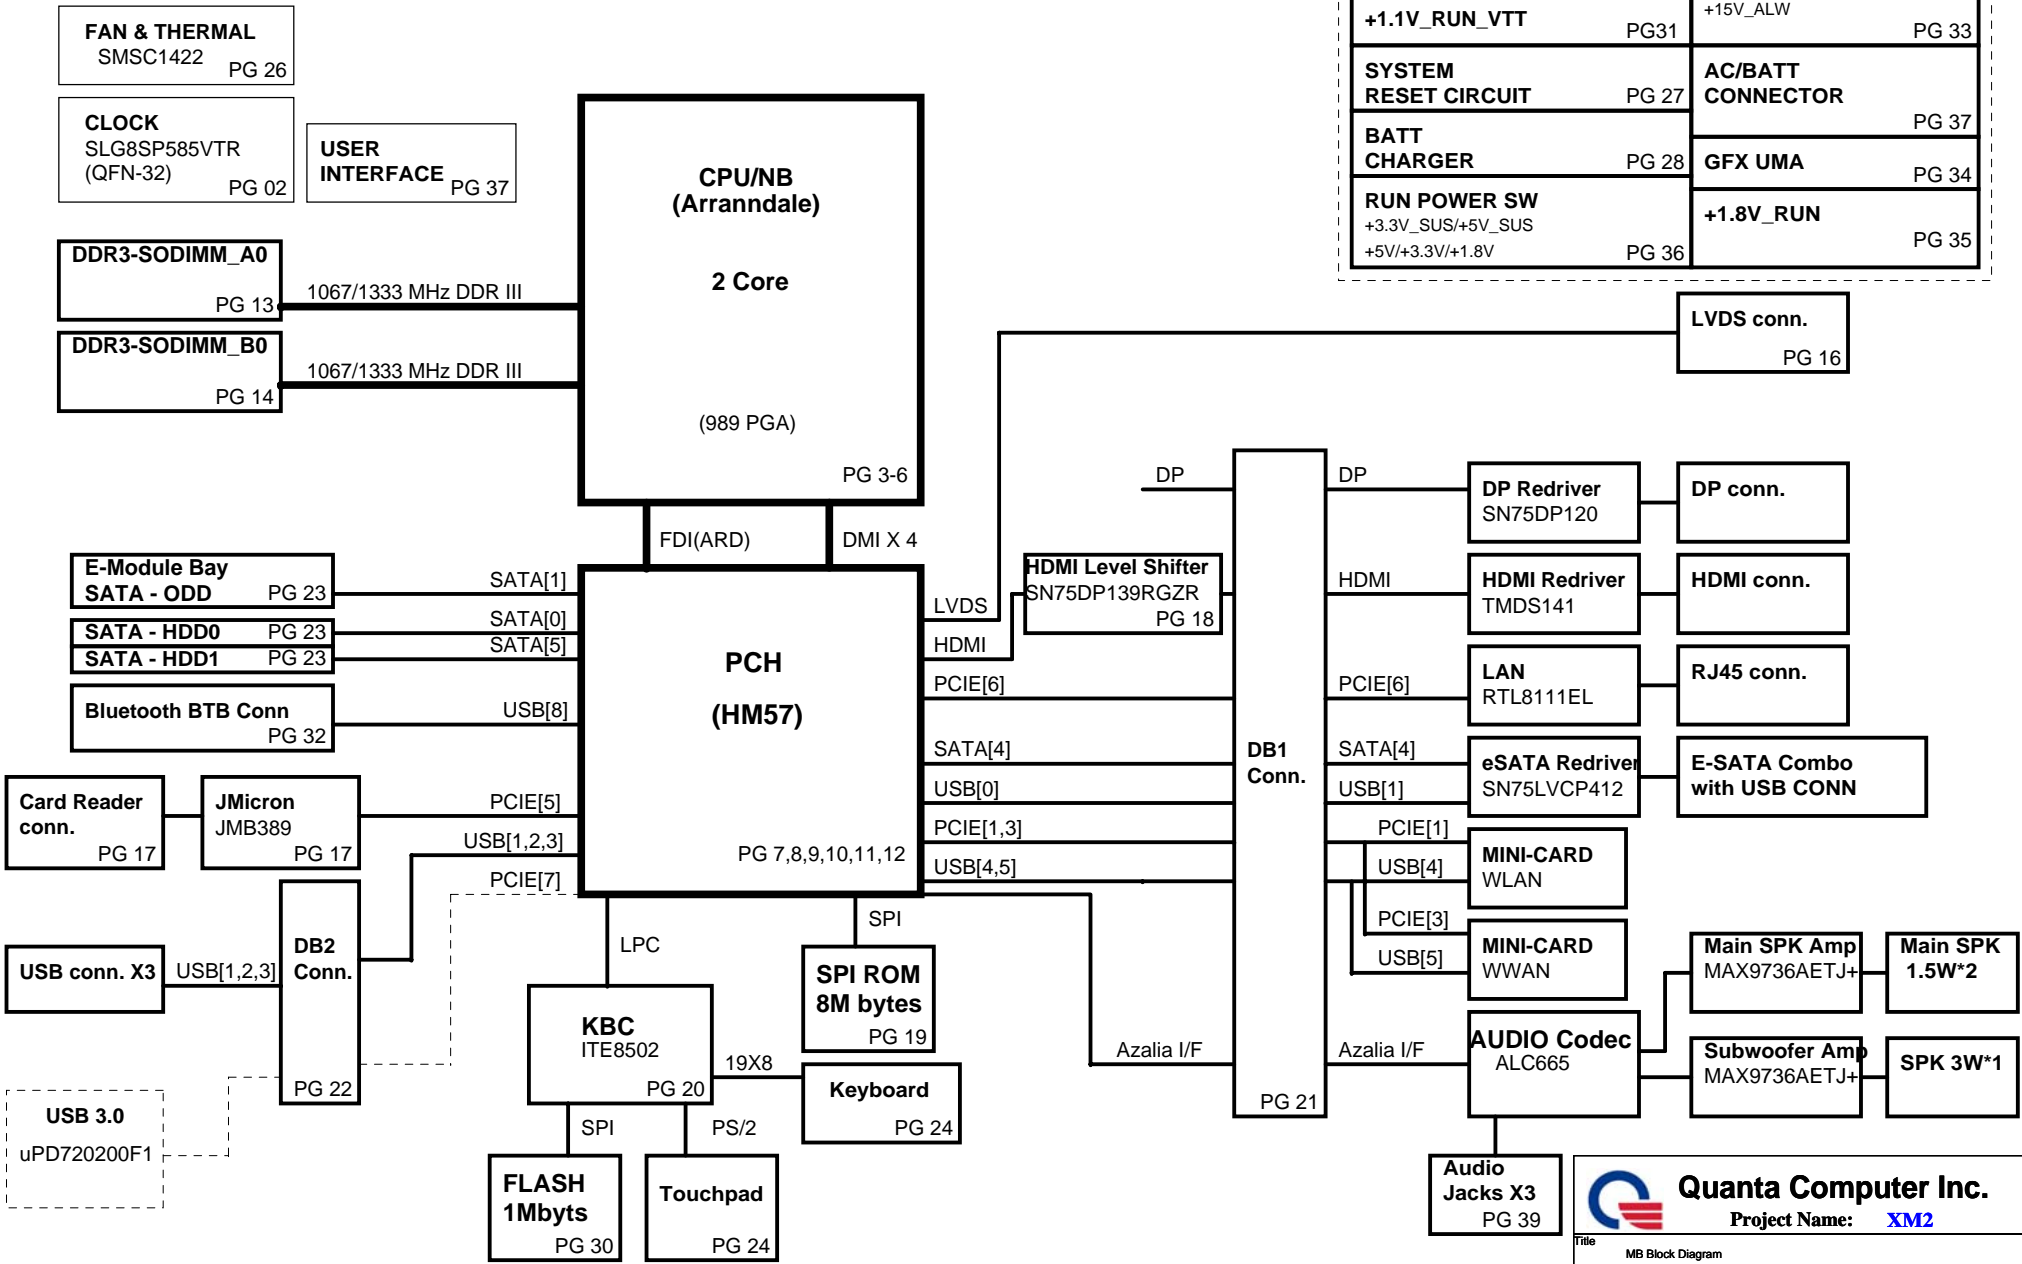 FAN & THERMAL
SMSC1422
PG 26
CLOCK
SLG8SP585VTR
(QFN-32)
PG 02
USER
INTERFACE
PG 37
DDR3-SODIMM_A0
PG 13
1067/1333 MHz DDR III
DDR3-SODIMM_B0
PG 14
1067/1333 MHz DDR III
CPU/NB
(Arranndale)
2 Core
(989 PGA)
PG 3-6
+1.1V_RUN_VTT
PG31
+15V_ALW
PG 33
SYSTEM
RESET CIRCUIT
PG 27
AC/BATT
CONNECTOR
PG 37
BATT
CHARGER
PG 28
GFX UMA
PG 34
RUN POWER SW
+3.3V_SUS/+5V_SUS
+5V/+3.3V/+1.8V
PG 36
+1.8V_RUN
PG 35
LVDS conn.
PG 16
FDI(ARD)
DMI X 4
E-Module Bay
SATA - ODD
PG 23
SATA[1]
SATA - HDD0
PG 23
SATA[0]
SATA - HDD1
PG 23
SATA[5]
Bluetooth BTB Conn
PG 32
USB[8]
Card Reader
conn.
PG 17
JMicron
JMB389
PG 17
PCIE[5]
USB[1,2,3]
PCIE[7]
PCH
(HM57)
PG 7,8,9,10,11,12
LVDS
HDMI
PCIE[6]
SATA[4]
USB[0]
PCIE[1,3]
USB[4,5]
HDMI Level Shifter
SN75DP139RGZR
PG 18
DP
DB1
Conn.
PG 21
DP
DP Redriver
SN75DP120
DP conn.
HDMI
HDMI Redriver
TMDS141
HDMI conn.
PCIE[6]
LAN
RTL8111EL
RJ45 conn.
SATA[4]
USB[1]
eSATA Redriver
SN75LVCP412
E-SATA Combo
with USB CONN
PCIE[1]
USB[4]
MINI-CARD
WLAN
PCIE[3]
USB[5]
MINI-CARD
WWAN
Azalia I/F
Azalia I/F
AUDIO Codec
ALC665
Main SPK Amp
MAX9736AETJ+
Main SPK
1.5W*2
Subwoofer Amp
MAX9736AETJ+
SPK 3W*1
Audio
Jacks X3
PG 39
USB conn. X3
USB[1,2,3]
DB2
Conn.
PG 22
USB 3.0
uPD720200F1
LPC
KBC
ITE8502
PG 20
SPI
SPI ROM
8M bytes
PG 19
19X8
Keyboard
PG 24
SPI
PS/2
FLASH
1Mbyts
PG 30
Touchpad
PG 24
Quanta Computer Inc.
Project Name: XM2
Title
MB Block Diagram